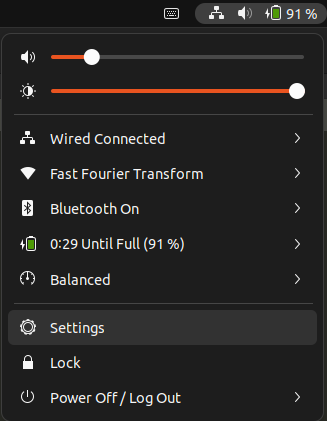 91 %
Wired Connected
Fast Fourier Transform
Bluetooth On
0:29 Until Full (91 %)
Balanced
Settings
Lock
Power Off / Log Out